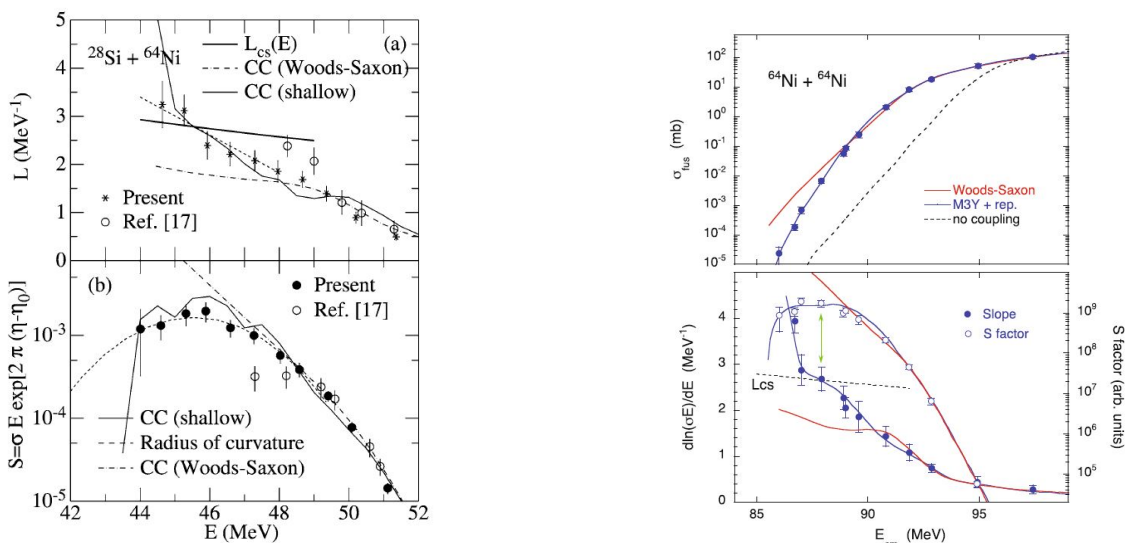 5
4
3
2
1
0
L (MeV⁻¹)
²⁸Si + ⁶⁴Ni
(a)
L_cs(E)
CC (Woods-Saxon)
CC (shallow)
Present
Ref. [17]
(b)
Present
Ref. [17]
10⁻³
10⁻⁴
10⁻⁵
S=σ E exp[2 π (η-η₀)]
CC (shallow)
Radius of curvature
CC (Woods-Saxon)
42 44 46 48 50 52
E (MeV)
10²
10¹
10⁰
10⁻¹
10⁻²
10⁻³
10⁻⁴
10⁻⁵
σ_fus (mb)
⁶⁴Ni + ⁶⁴Ni
Woods-Saxon
M3Y + rep.
no coupling
4
3
2
1
0
dln(σE)/dE (MeV⁻¹)
Slope
S factor
Lcs
10⁹
10⁸
10⁷
10⁶
10⁵
S factor (arb. units)
85 90 95
E (MeV)